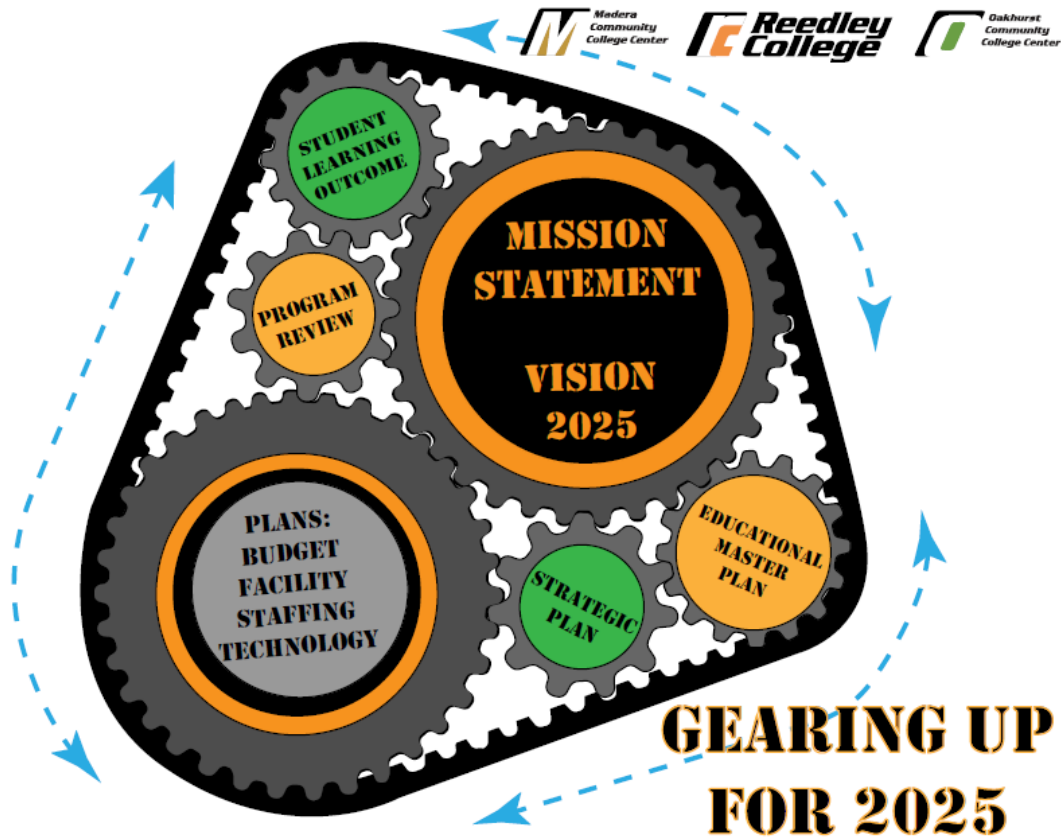 Madera
Community
College Center
Reedley
College
Oakhurst
Community
College Center
STUDENT
LEARNING
OUTCOME
MISSION
STATEMENT
VISION
2025
PROGRAM
REVIEW
PLANS:
BUDGET
FACILITY
STAFFING
TECHNOLOGY
STRATEGIC
PLAN
EDUCATIONAL
MASTER
PLAN
GEARING UP
FOR 2025